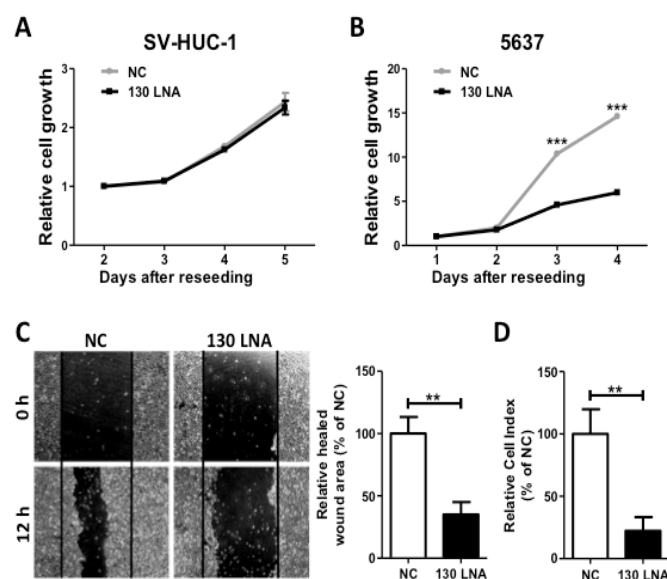 A
SV-HUC-1
NC
130 LNA
Relative cell growth
3
2
1
0
2 3 4 5
Days after reseeding
B
5637
NC
130 LNA
Relative cell growth
20
15
10
5
0
***
***
1 2 3 4
Days after reseeding
C
NC 130 LNA
0 h
12 h
Relative healed
wound area (% of NC)
150
100
50
0
**
NC 130 LNA
D
Relative Cell Index
(% of NC)
150
100
50
0
**
NC 130 LNA